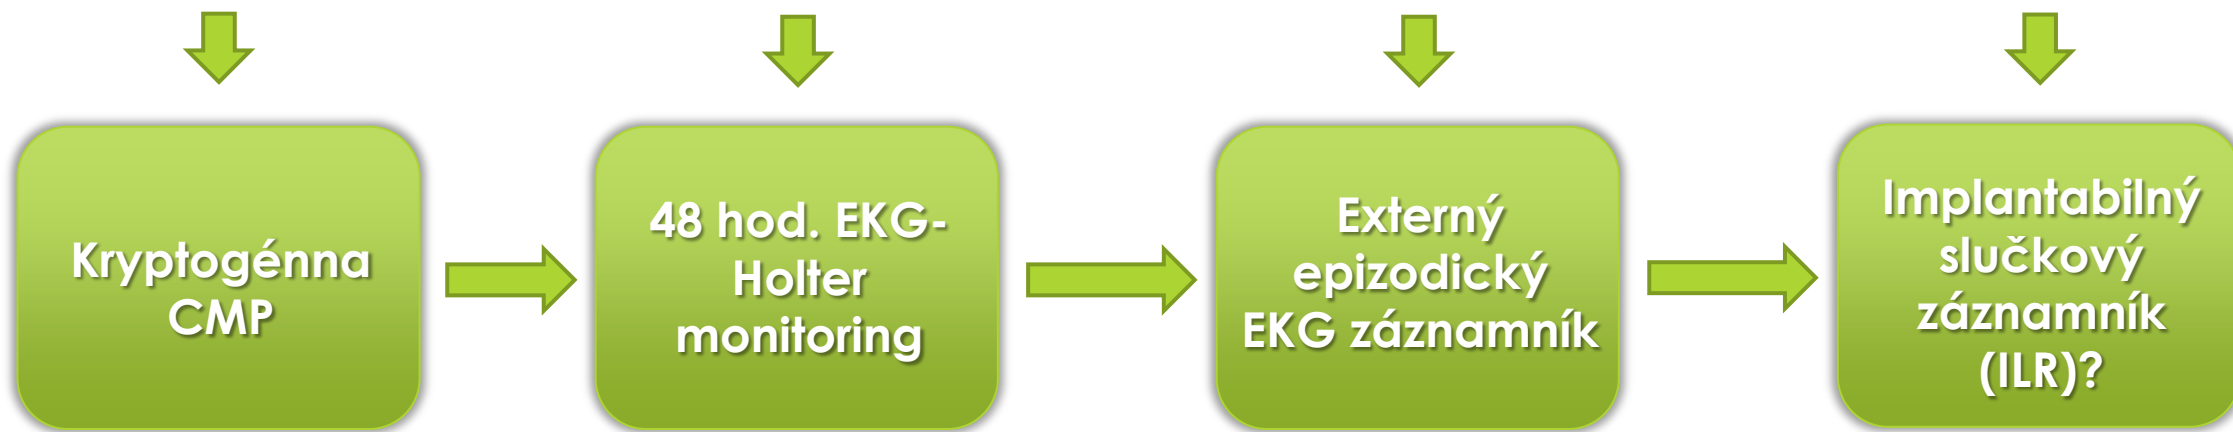 Kryptogénna
CMP
48 hod. EKG-
Holter
monitoring
Externý
epizodický
EKG záznamník
Implantabilný
slučkový
záznamník
(ILR)?